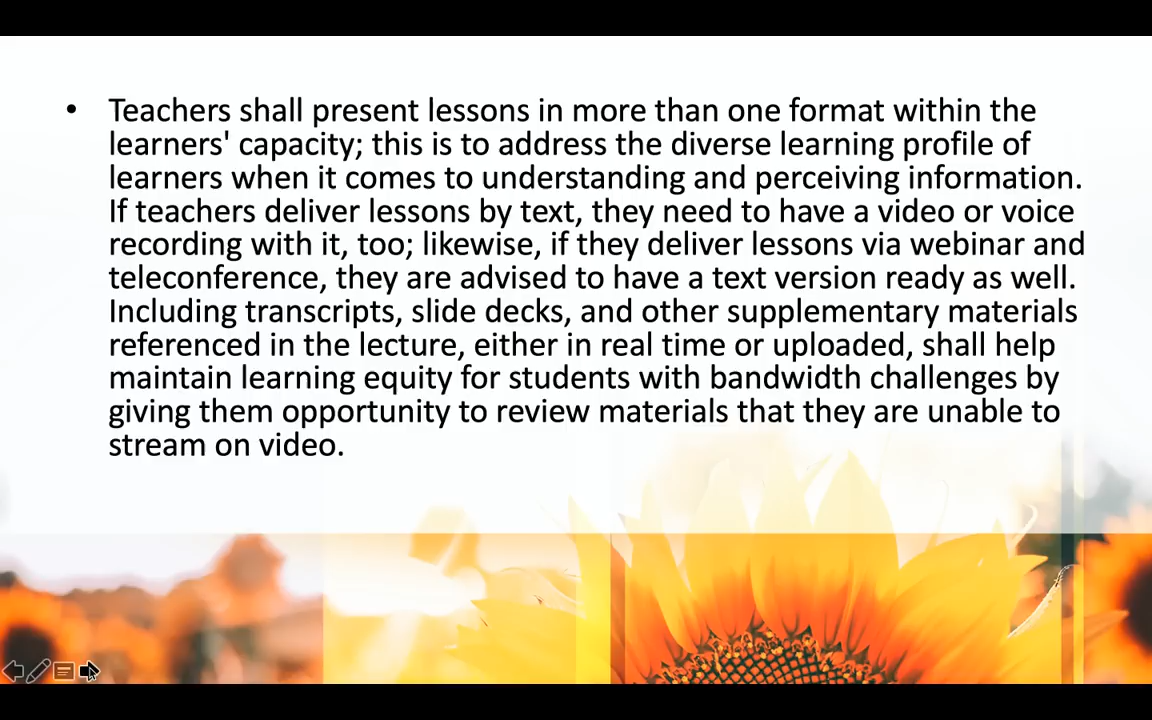 • Teachers shall present lessons in more than one format within the
learners' capacity; this is to address the diverse learning profile of
learners when it comes to understanding and perceiving information.
If teachers deliver lessons by text, they need to have a video or voice
recording with it, too; likewise, if they deliver lessons via webinar and
teleconference, they are advised to have a text version ready as well.
Including transcripts, slide decks, and other supplementary materials
referenced in the lecture, either in real time or uploaded, shall help
maintain learning equity for students with bandwidth challenges by
giving them opportunity to review materials that they are unable to
stream on video.